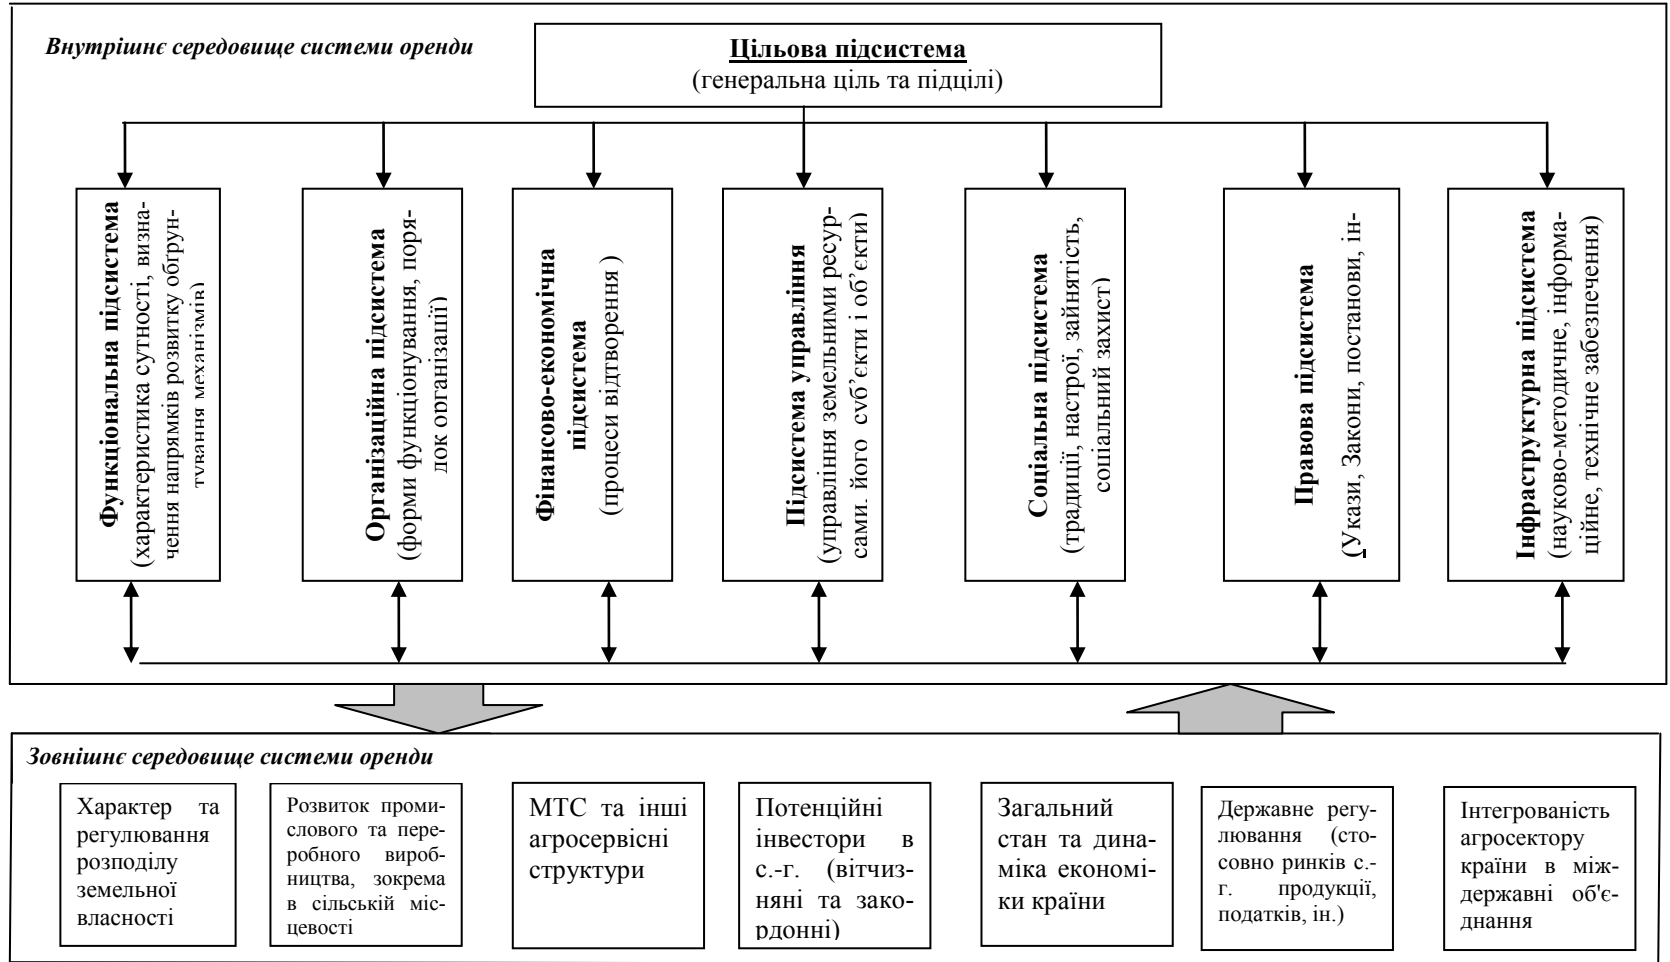 Внутрішнє середовище системи оренди
Цільова підсистема
(генеральна ціль та підцілі)
Функціональна підсистема
(характеристика сутності, визна-
чення напрямків розвитку обґрун-
тування механізмів)
Організаційна підсистема
(форми функціонування, поря-
док організації)
Фінансово-економічна
підсистема
(процеси відтворення )
Підсистема управління
(управління земельними ресур-
сами, його суб’єкти і об’єкти)
Соціальна підсистема
(традиції, настрої, зайнятість,
соціальний захист)
Правова підсистема
(Укази, Закони, постанови, ін-
Інфраструктурна підсистема
(науково-методичне, інформа-
ційне, технічне забезпечення)
Зовнішнє середовище системи оренди
Характер та
регулювання
розподілу
земельної
власності
Розвиток проми-
слового та пере-
робного вироб-
ництва, зокрема
в сільській міс-
цевості
МТС та інші
агросервісні
структури
Потенційні
інвестори в
с.-г. (вітчиз-
няні та зако-
рдонні)
Загальний
стан та дина-
міка економі-
ки країни
Державне регу-
лювання (сто-
совно ринків с.-
г. продукції,
податків, ін.)
Інтегрованість
агросектору
країни в між-
державні об'є-
днання